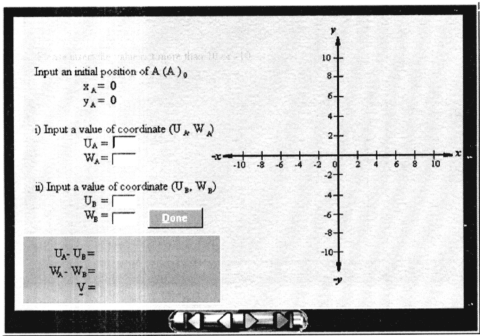 Input an initial position of A (A)₀
x_A = 0
y_A = 0
i) Input a value of coordinate (U_A, W_A)
U_A =
W_A =
ii) Input a value of coordinate (U_B, W_B)
U_B =
W_B =
Done
U_A - U_B =
W_A - W_B =
V =
y
10
8
6
4
2
-x -10 -8 -6 -4 -2 0 2 4 6 8 10 x
-2
-4
-6
-8
-10
-y